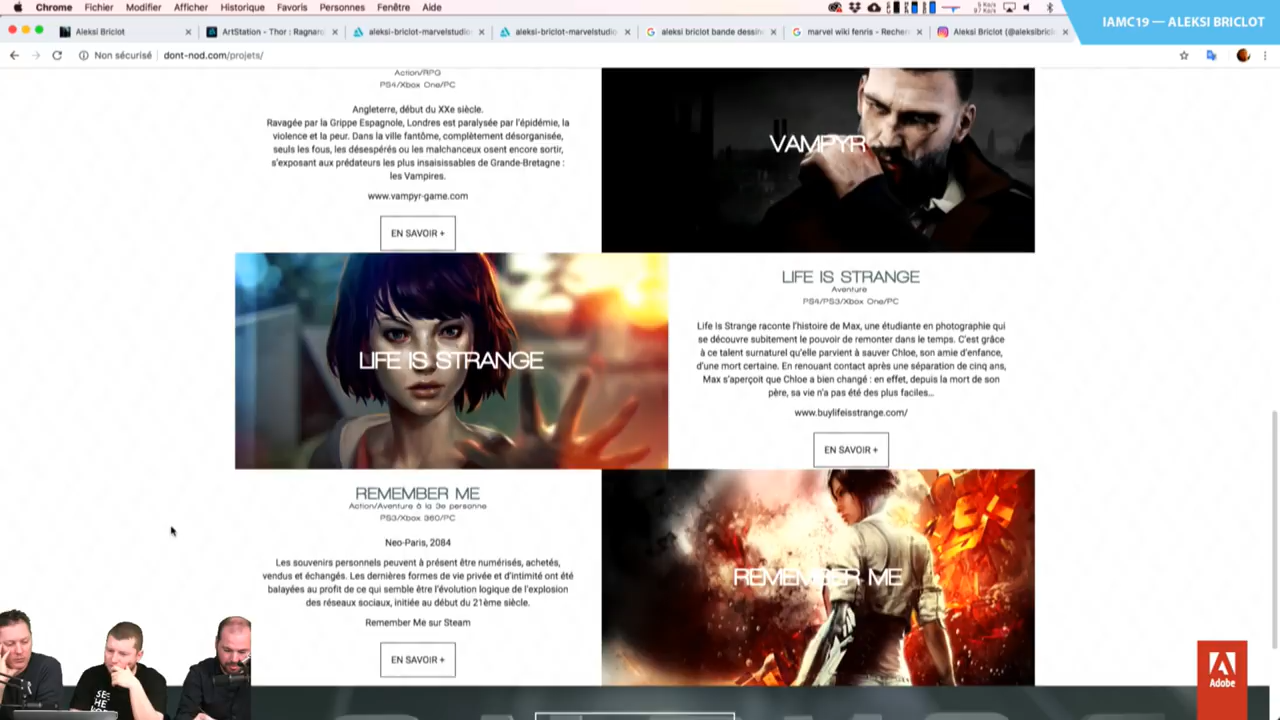 Chrome Fichier Modifier Afficher Historique Favoris Personnes Fenêtre Aide
IAMC19 — ALEKSI BRICLOT
Aleksi Briclot
ArtStation - Thor : Ragnaro
aleksi-briclot-marvelstudio
aleksi-briclot-marvelstudio
aleksi briclot bande dessin
marvel wiki fenris - Recher
Aleksi Briclot (@aleksibric
Non sécurisé dont-nod.com/projets/
Action/RPG
PS4/Xbox One/PC
Angleterre, début du XXe siècle.
Ravagée par la Grippe Espagnole, Londres est paralysée par l'épidémie, la
violence et la peur. Dans la ville fantôme, complètement désorganisée,
seuls les fous, les désespérés ou les malchanceux osent encore sortir,
s'exposant aux prédateurs les plus insaisissables de Grande-Bretagne :
les Vampires.
www.vampyr-game.com
EN SAVOIR +
VAMPYR
LIFE IS STRANGE
LIFE IS STRANGE
Aventure
PS4/PS3/Xbox One/PC
Life Is Strange raconte l'histoire de Max, une étudiante en photographie qui
se découvre subitement le pouvoir de remonter dans le temps. C'est grâce
à ce talent surnaturel qu'elle parvient à sauver Chloe, son amie d'enfance,
d'une mort certaine. En renouant contact après une séparation de cinq ans,
Max s'aperçoit que Chloe a bien changé : en effet, depuis la mort de son
père, sa vie n'a pas été des plus faciles...
www.buylifeisstrange.com/
EN SAVOIR +
REMEMBER ME
Action/Aventure à la 3e personne
PS3/Xbox 360/PC
Neo-Paris, 2084
Les souvenirs personnels peuvent à présent être numérisés, achetés,
vendus et échangés. Les dernières formes de vie privée et d'intimité ont été
balayées au profit de ce qui semble être l'évolution logique de l'explosion
des réseaux sociaux, initiée au début du 21ème siècle.
Remember Me sur Steam
EN SAVOIR +
REMEMBER ME
Adobe